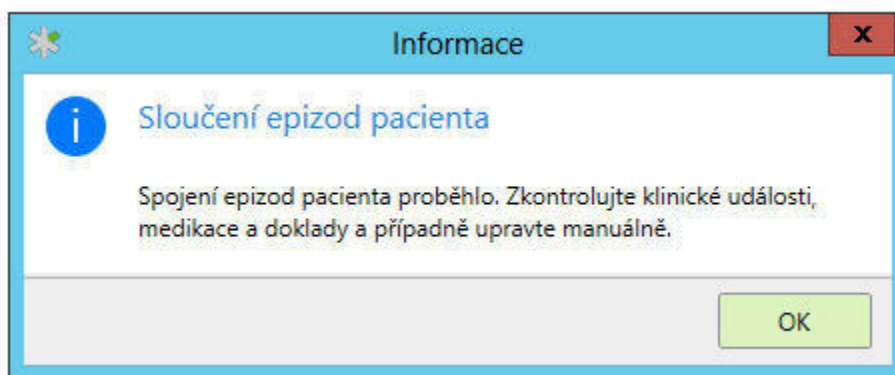 Informace
x
Sloučení epizod pacienta
Spojení epizod pacienta proběhlo. Zkontrolujte klinické události,
medikace a doklady a případně upravte manuálně.
OK